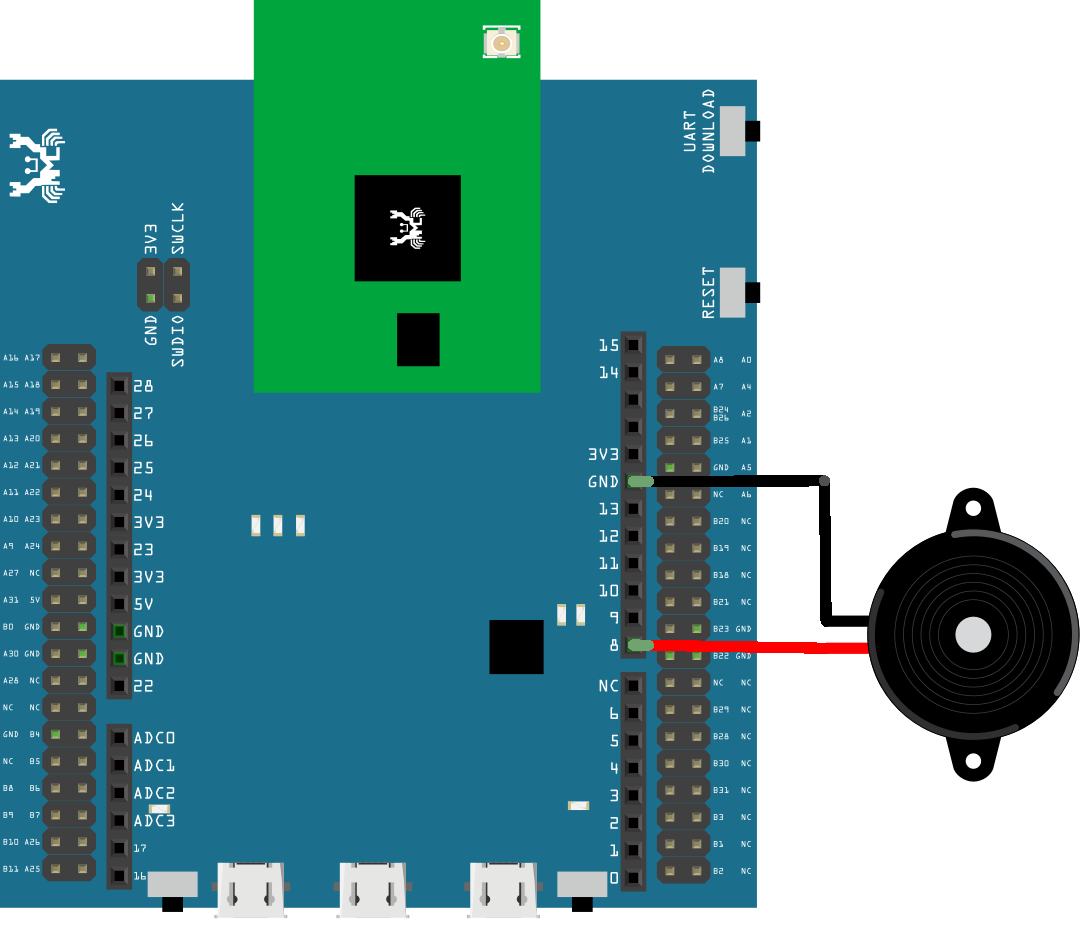 UART
DOWNLOAD
3V3
SWCLK
GND
SWDIO
RESET
A16 A17
A15 A18
A14 A19
A13 A20
A12 A21
A11 A22
A10 A23
A9 A24
A27 NC
A31 5V
B0 GND
A30 GND
A28 NC
NC NC
GND B4
NC B5
B8 B6
B9 B7
B10 A26
B11 A25
28
27
26
25
24
3V3
23
3V3
5V
GND
GND
22
ADC0
ADC1
ADC2
ADC3
17
16
15
14
3V3
GND
13
12
11
10
9
8
NC
6
5
4
3
2
1
0
A8 A0
A7 A4
B24
B26 A2
B25 A1
GND A5
NC A6
B20 NC
B19 NC
B18 NC
B21 NC
B23 GND
B22 GND
NC NC
B29 NC
B28 NC
B30 NC
B31 NC
B3 NC
B1 NC
B2 NC